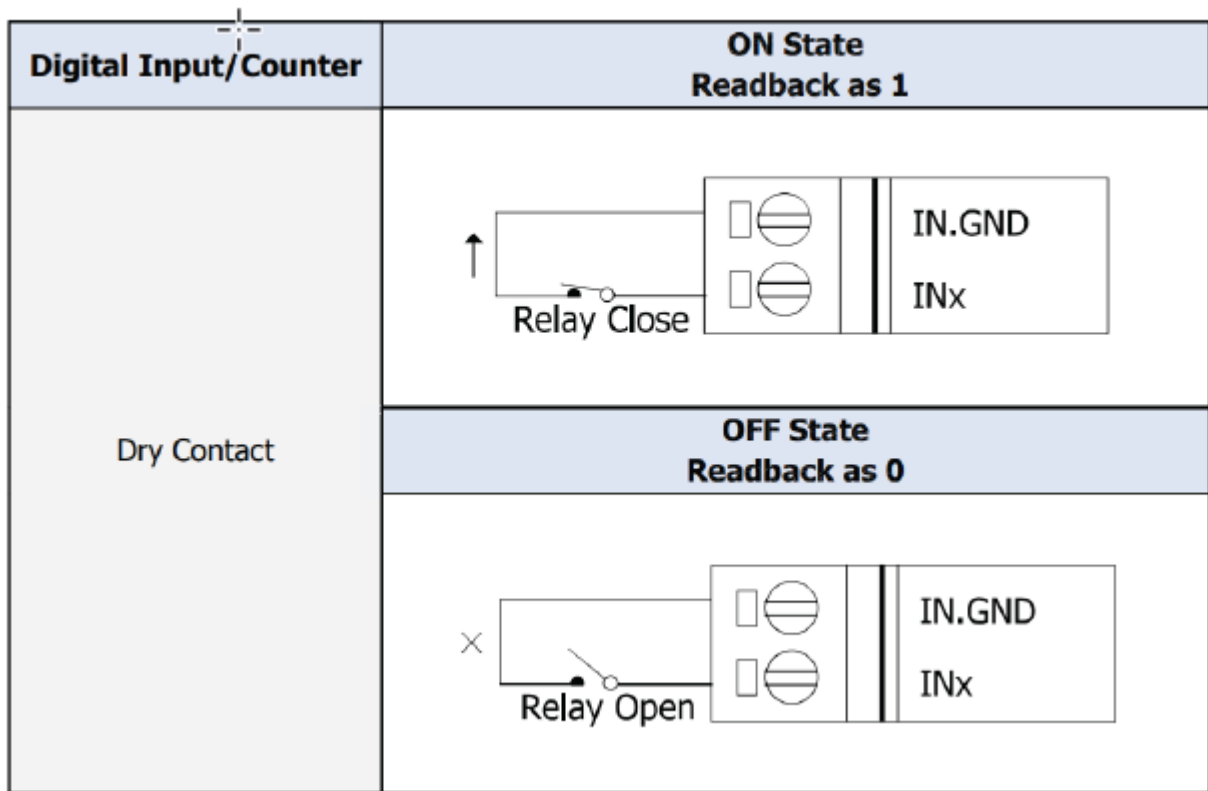 Digital Input/Counter
ON State
Readback as 1
IN.GND
INx
Relay Close
Dry Contact
OFF State
Readback as 0
IN.GND
INx
Relay Open